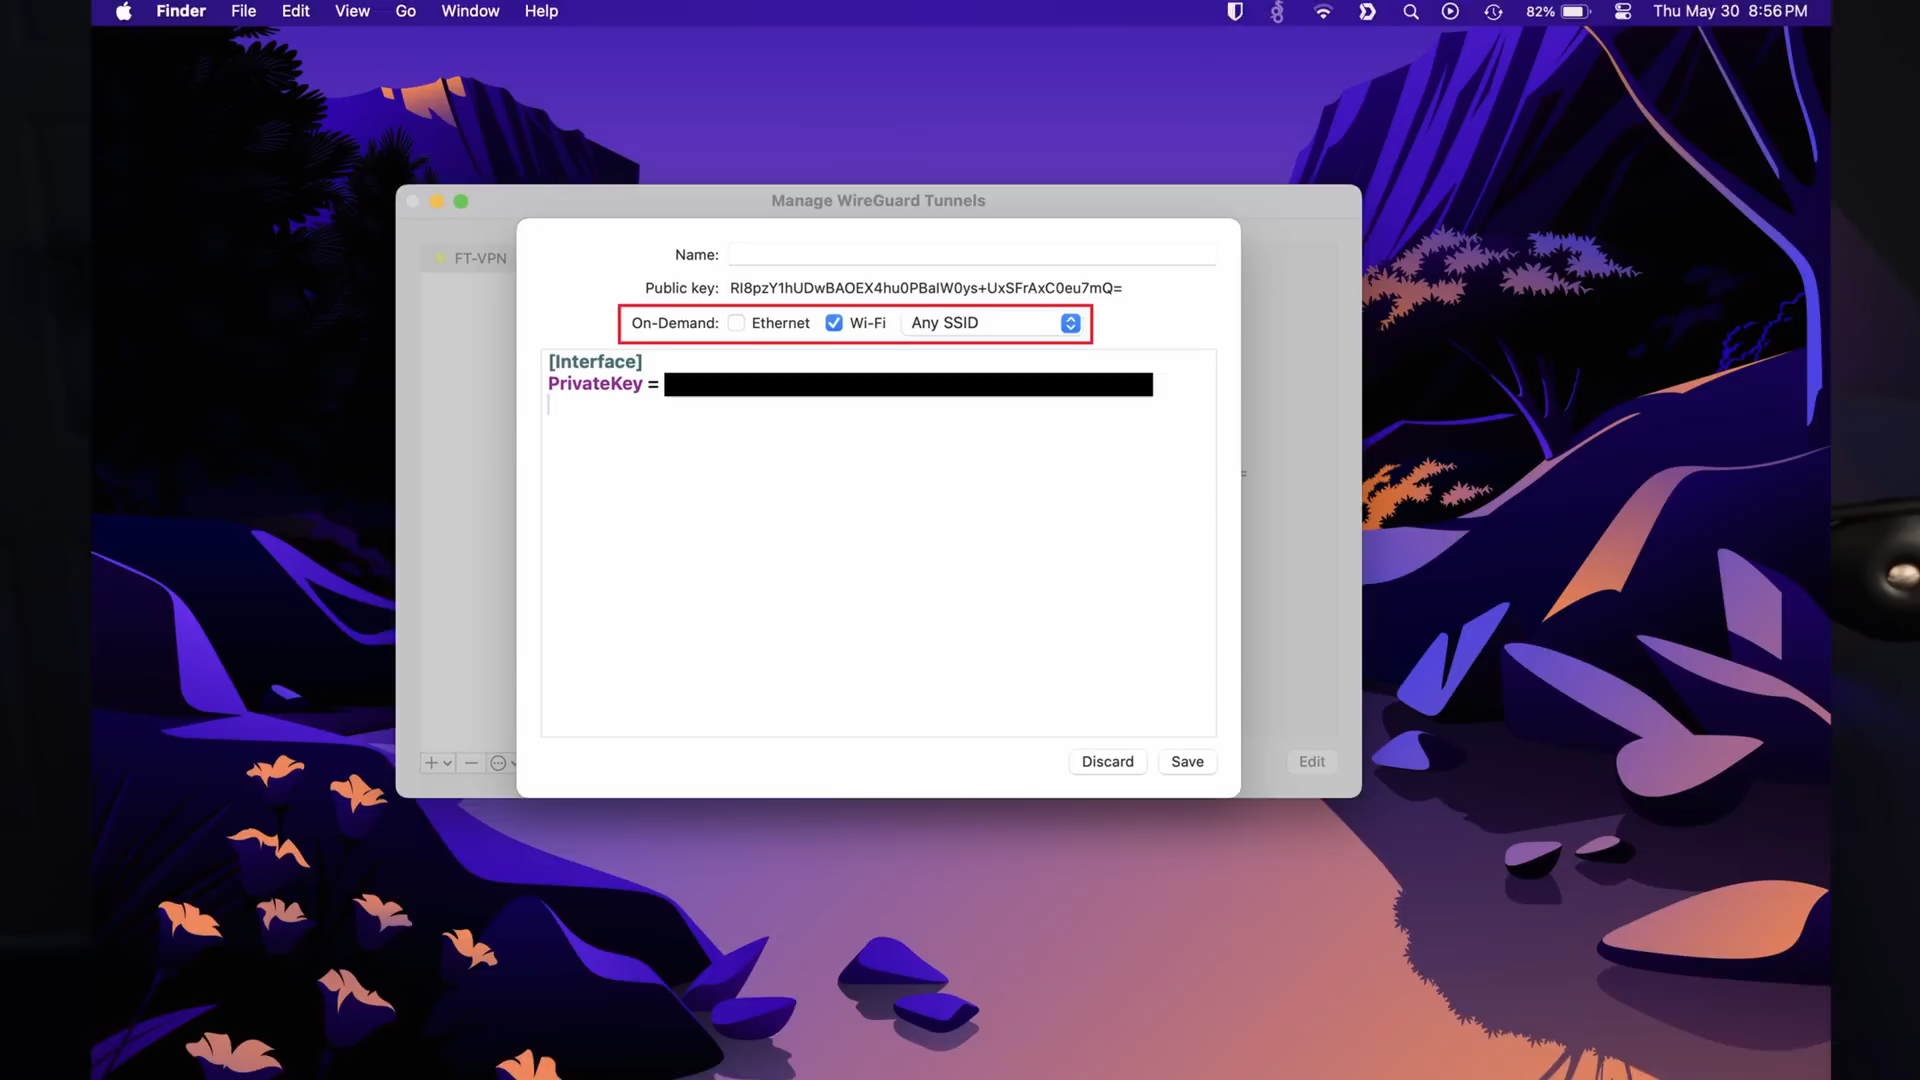 Finder File Edit View Go Window Help 82% Thu May 30 8:56 PM
Manage WireGuard Tunnels
FT-VPN
Name:
Public key: RI8pzY1hUDwBAOEX4hu0PBalW0ys+UxSFrAxC0eu7mQ=
On-Demand: Ethernet Wi-Fi Any SSID
[Interface]
PrivateKey =
=
Discard Save Edit